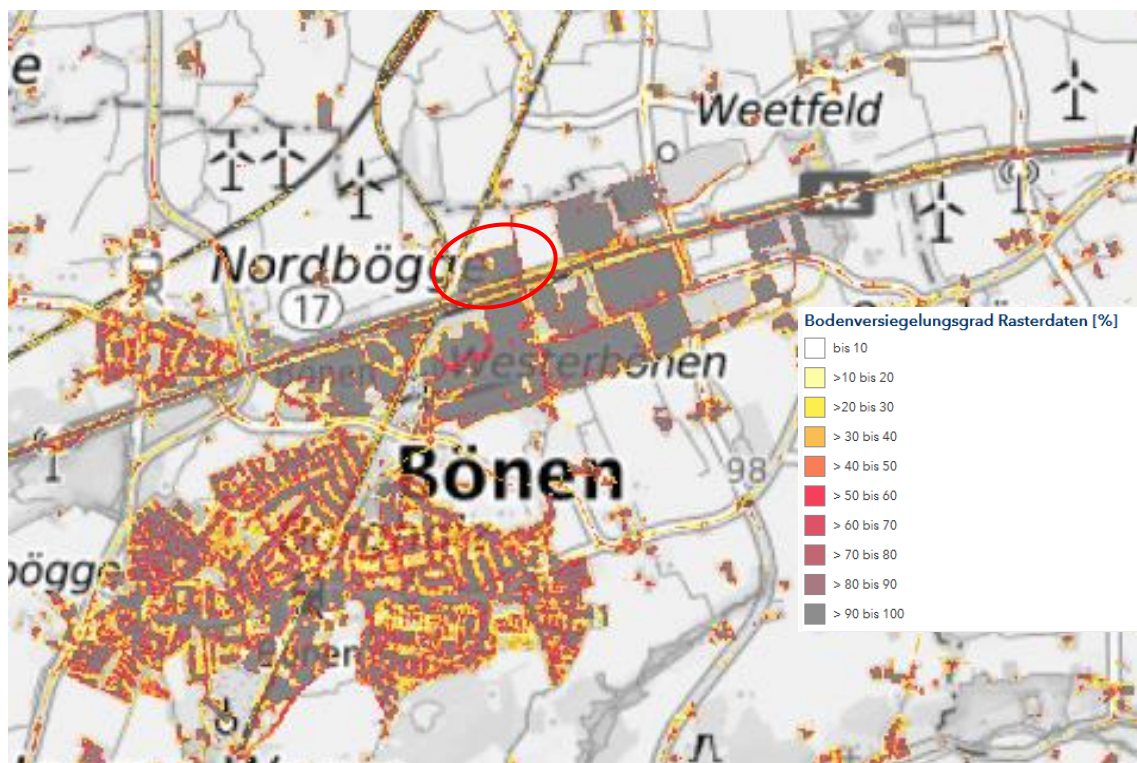 e
Weetfeld
A2
Nordbögge
17
Westerbönen
Bönen
98
bögge
Bönen
Bodenversiegelungsgrad Rasterdaten [%]
bis 10
>10 bis 20
>20 bis 30
> 30 bis 40
> 40 bis 50
> 50 bis 60
> 60 bis 70
> 70 bis 80
> 80 bis 90
> 90 bis 100